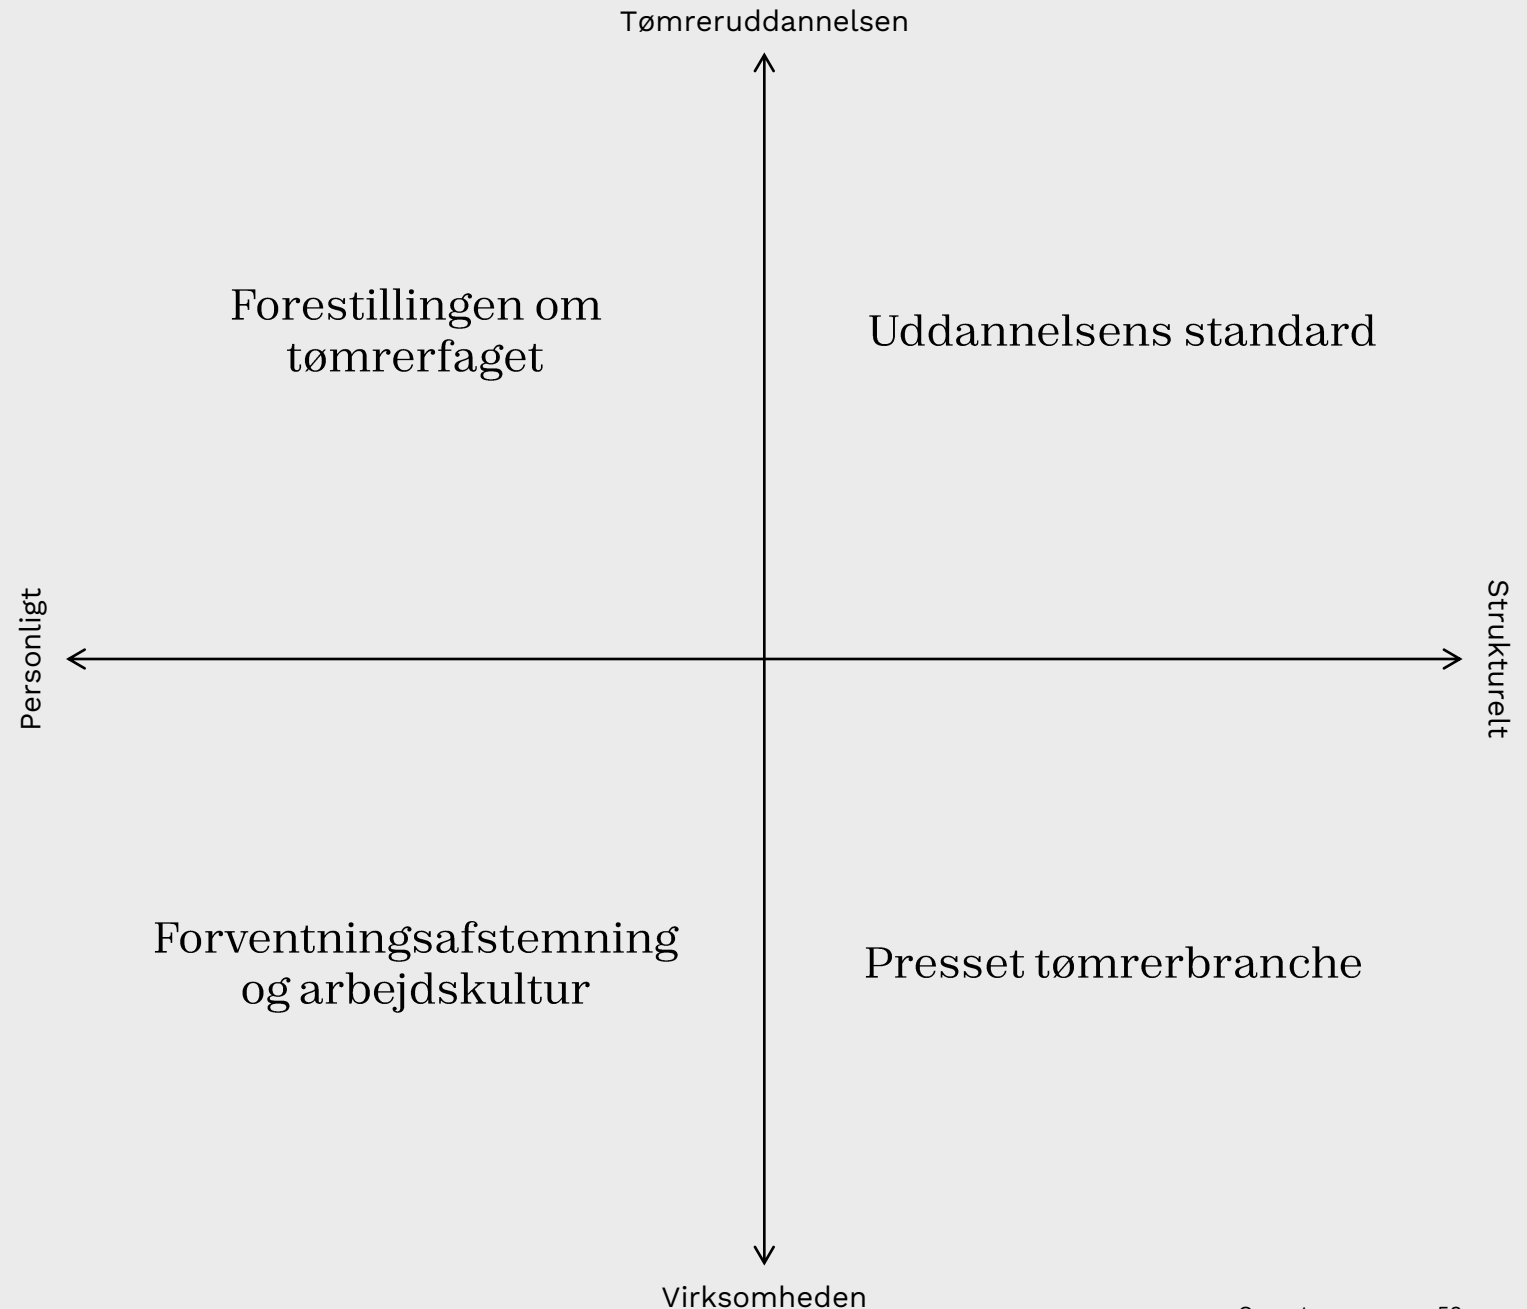 Tømreruddannelsen
Forestillingen om
tømrerfaget
Uddannelsens standard
Personligt
Strukturelt
Forventningsafstemning
og arbejdskultur
Presset tømrerbranche
Virksomheden